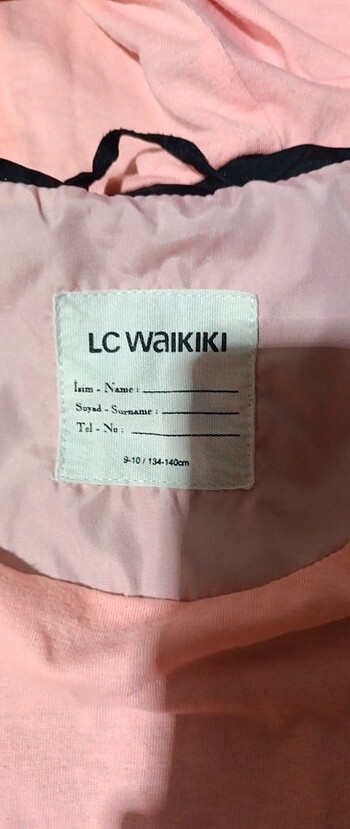 LC WAIKIKI
İsim - Name :
Soyad - Surname :
Tel - No :
9-10 / 134-140cm